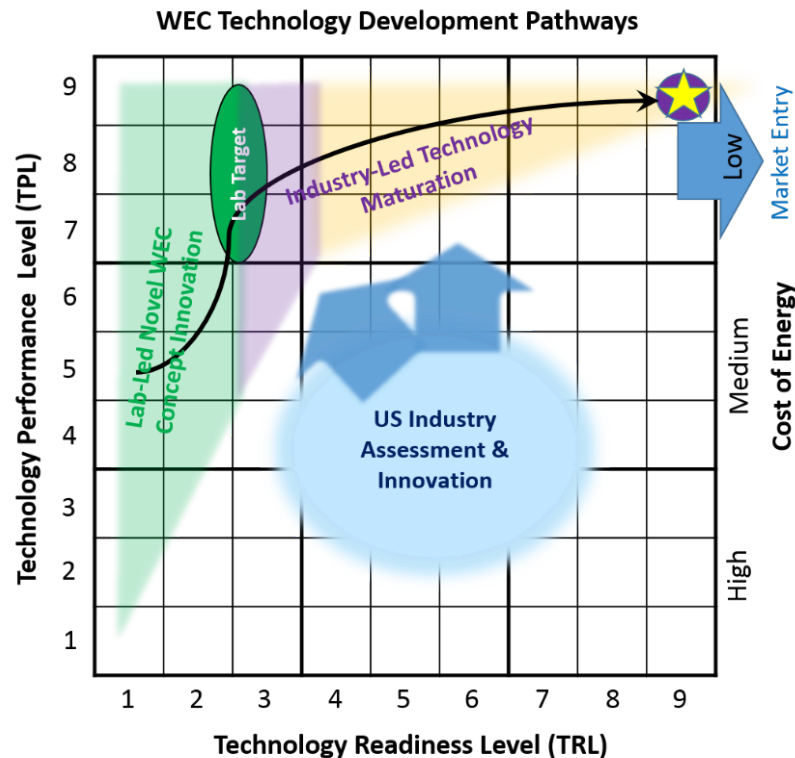 WEC Technology Development Pathways
Technology Performance Level (TPL)
9
8
7
6
5
4
3
2
1
Lab-Led Novel WEC
Concept Innovation
Lab Target
Industry-Led Technology
Maturation
US Industry
Assessment &
Innovation
Low
Medium
High
Market Entry
Cost of Energy
1 2 3 4 5 6 7 8 9
Technology Readiness Level (TRL)